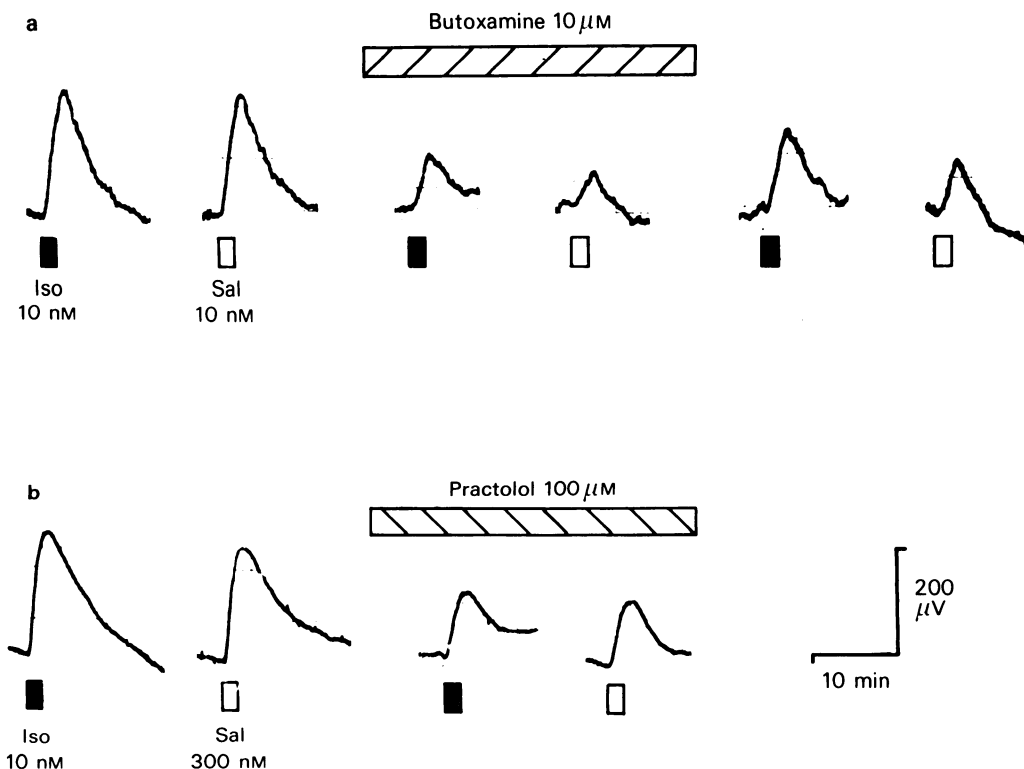 a
Butoxamine 10 μM
Iso
10 nM
Sal
10 nM
b
Practolol 100 μM
200
μV
10 min
Iso
10 nM
Sal
300 nM